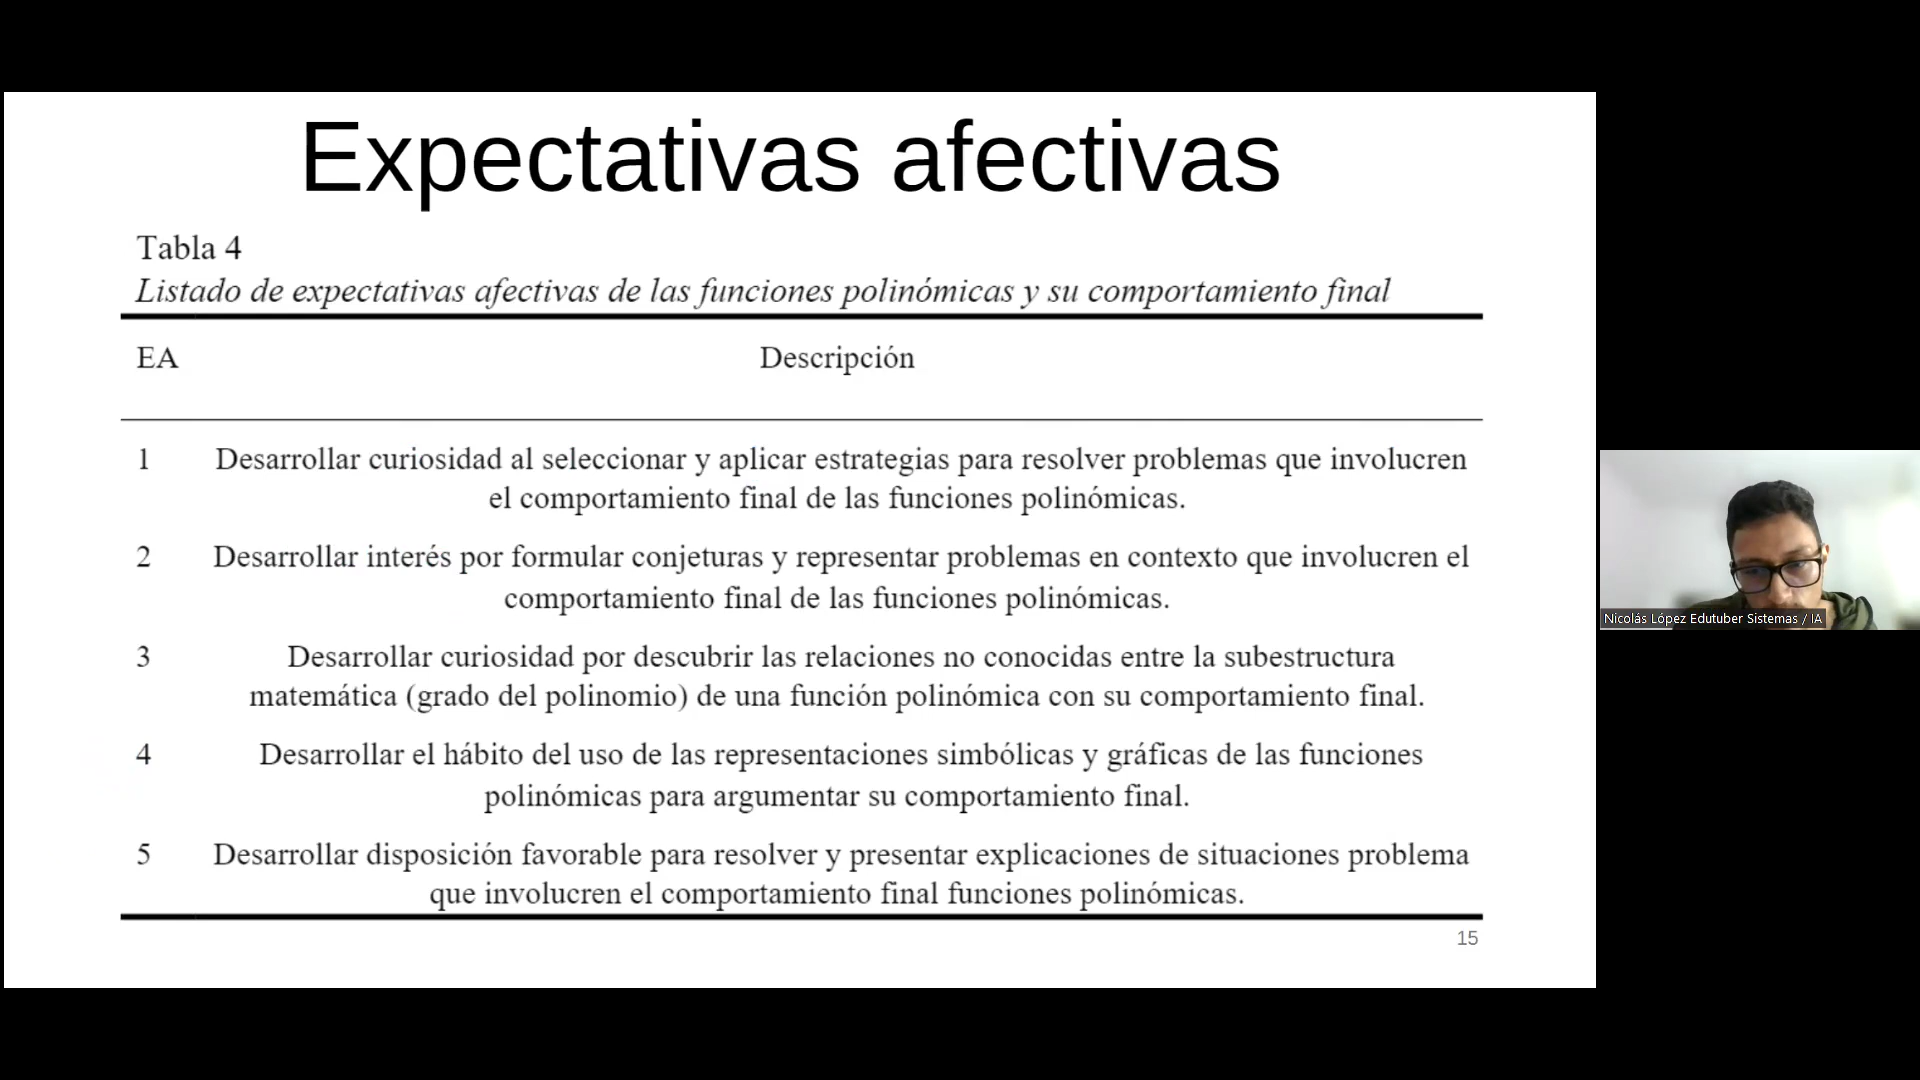 Expectativas afectivas
Tabla 4
Listado de expectativas afectivas de las funciones polinómicas y su comportamiento final
EA Descripción
1 Desarrollar curiosidad al seleccionar y aplicar estrategias para resolver problemas que involucren
el comportamiento final de las funciones polinómicas.
2 Desarrollar interés por formular conjeturas y representar problemas en contexto que involucren el
comportamiento final de las funciones polinómicas.
3 Desarrollar curiosidad por descubrir las relaciones no conocidas entre la subestructura
matemática (grado del polinomio) de una función polinómica con su comportamiento final.
4 Desarrollar el hábito del uso de las representaciones simbólicas y gráficas de las funciones
polinómicas para argumentar su comportamiento final.
5 Desarrollar disposición favorable para resolver y presentar explicaciones de situaciones problema
que involucren el comportamiento final funciones polinómicas.
15
Nicolás López Edutuber Sistemas / IA